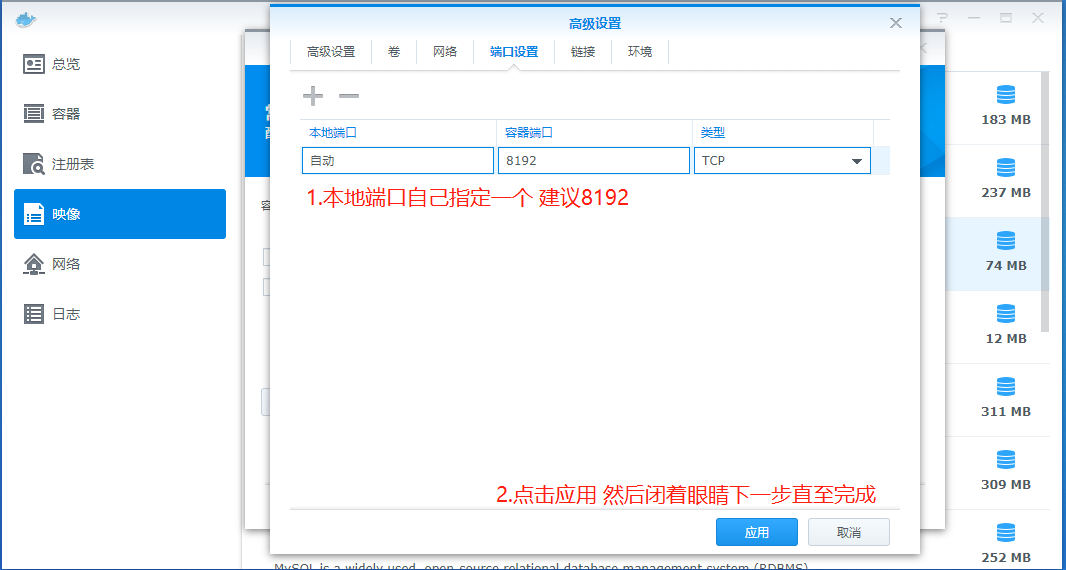 高级设置
总览
容器
注册表
映像
网络
日志
高级设置 卷 网络 端口设置 链接 环境
本地端口 容器端口 类型
自动 8192 TCP
1.本地端口自己指定一个 建议8192
2.点击应用 然后闭着眼睛下一步直至完成
应用 取消
183 MB
237 MB
74 MB
12 MB
311 MB
309 MB
252 MB
MySQL is a widely used, open-source relational database management system (RDBMS)